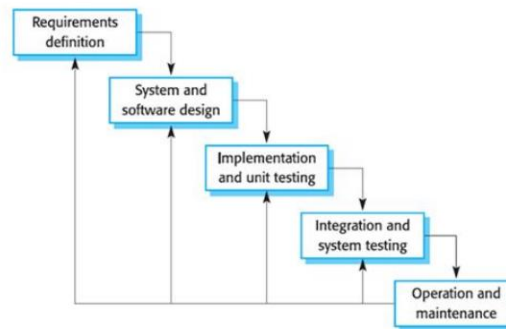 Requirements
definition
System and
software design
Implementation
and unit testing
Integration and
system testing
Operation and
maintenance